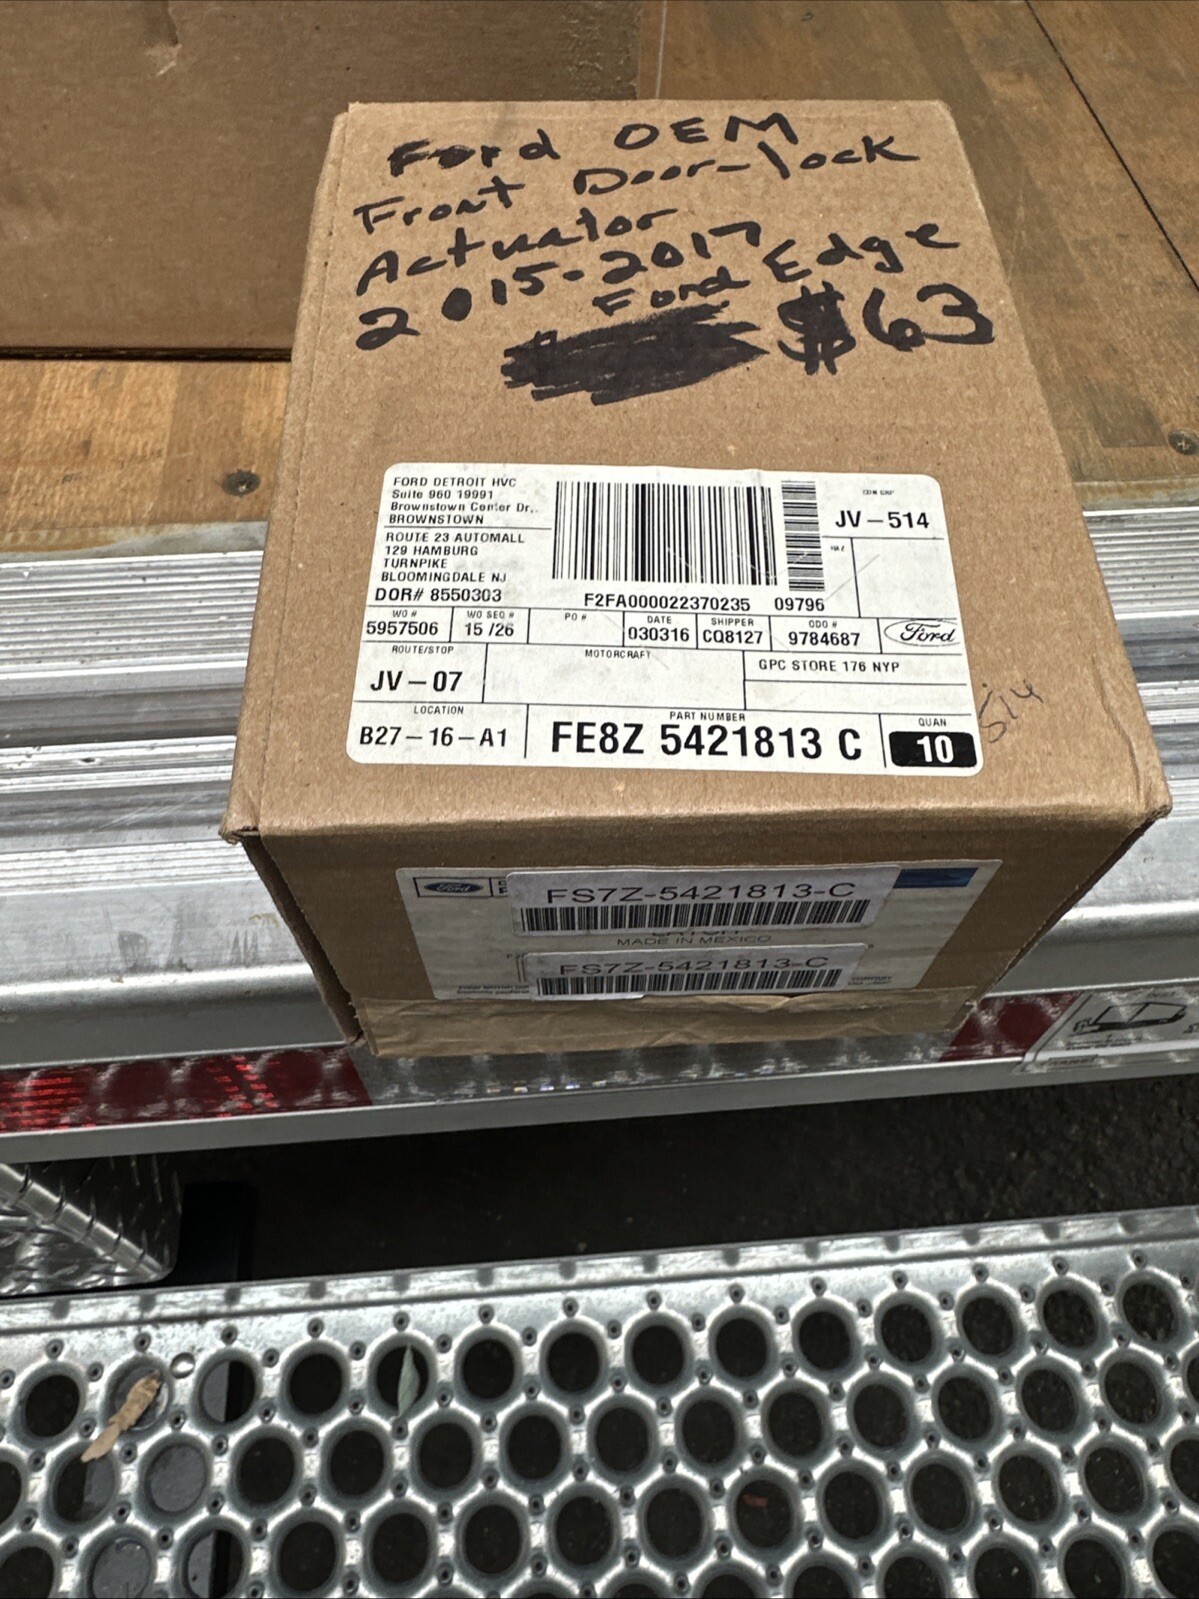 Ford OEM
Front Door-lock
Actuator
2015-2017
Ford Edge
$63
FORD DETROIT HVC
Suite 960 19991
Brownstown Center Dr,.
BROWNSTOWN
ROUTE 23 AUTOMALL
129 HAMBURG
TURNPIKE
BLOOMINGDALE NJ
DOR# 8550303
F2FA000022370235 09796
JV-514
WO #
5957506
WO SEQ #
15 /26
PO #
DATE
030316
SHIPPER
CQ8127
ODO #
9784687
Ford
ROUTE/STOP
JV-07
MOTORCRAFT
GPC STORE 176 NYP
LOCATION
B27-16-A1
PART NUMBER
FE8Z 5421813 C
QUAN
10
514
Ford
FS7Z-5421813-C
MADE IN MEXICO
FS7Z-5421813-C